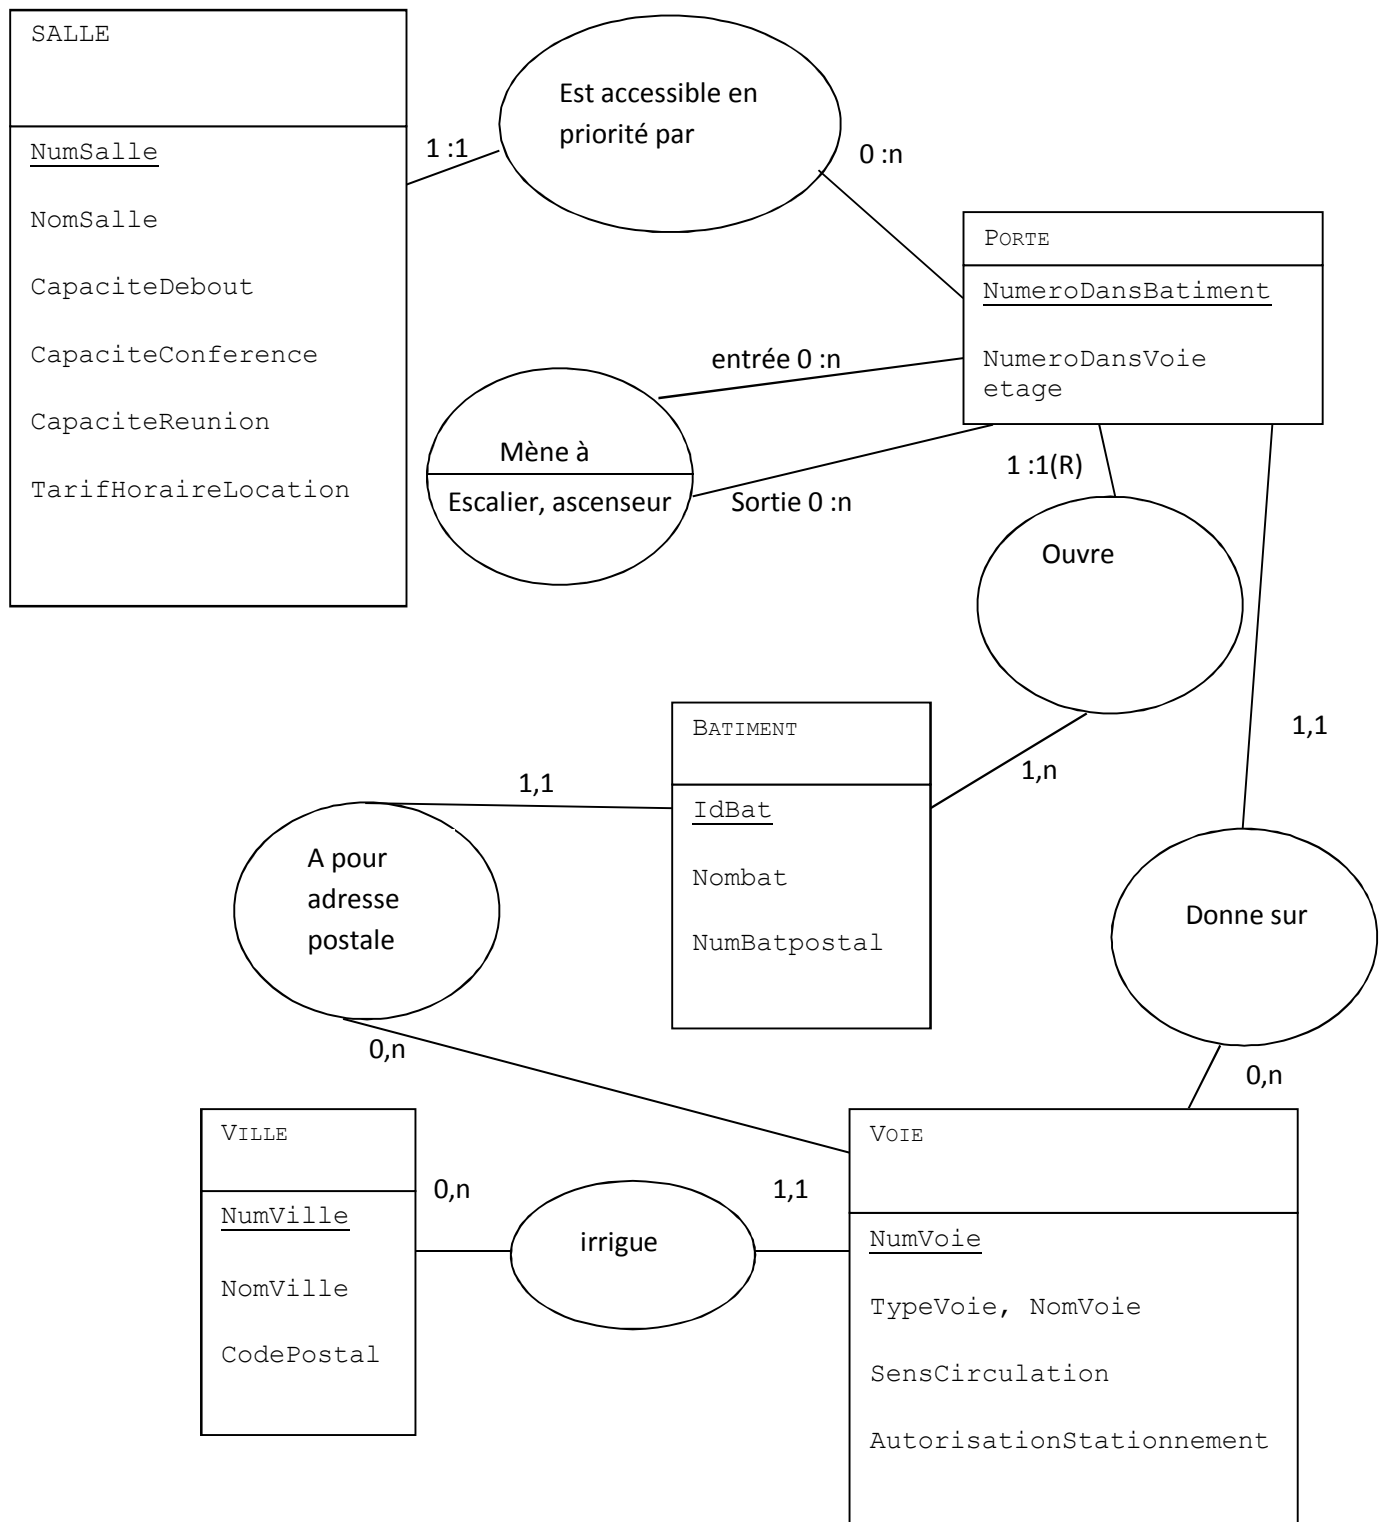 SALLE
NumSalle
NomSalle
CapaciteDebout
CapaciteConference
CapaciteReunion
TarifHoraireLocation
1 :1
Est accessible en
priorité par
0 :n
PORTE
NumeroDansBatiment
NumeroDansVoie
etage
entrée 0 :n
Mène à
Escalier, ascenseur
Sortie 0 :n
1 :1(R)
Ouvre
1,n
1,1
BATIMENT
IdBat
Nombat
NumBatpostal
1,1
A pour
adresse
postale
0,n
Donne sur
0,n
VILLE
NumVille
NomVille
CodePostal
0,n
irrigue
1,1
VOIE
NumVoie
TypeVoie, NomVoie
SensCirculation
AutorisationStationnement